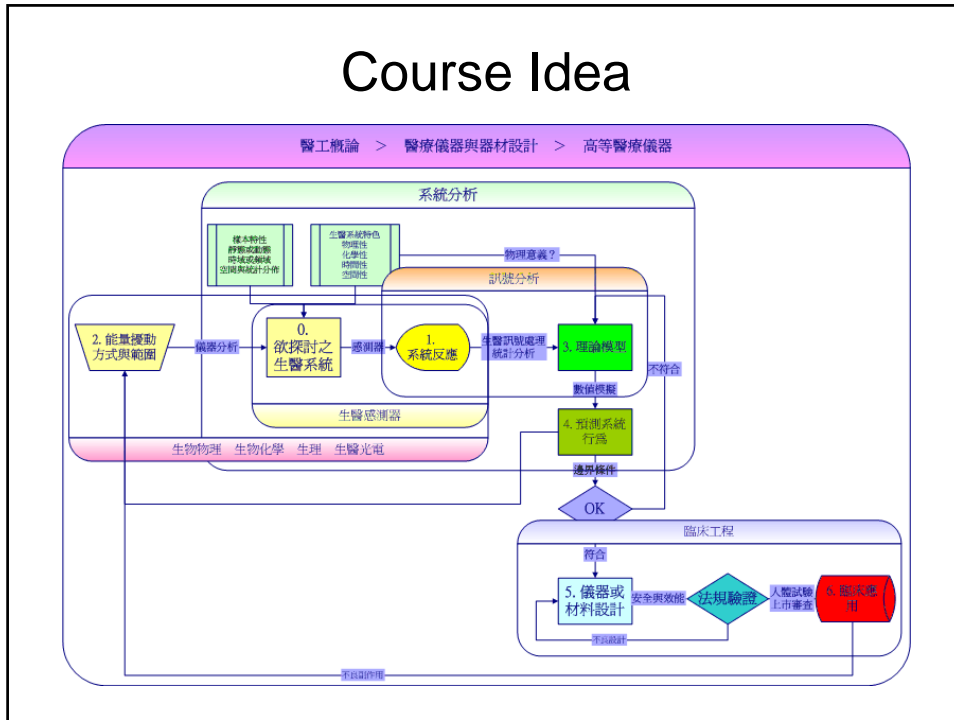 Course Idea
醫工概論 > 醫療儀器與器材設計 > 高等醫療儀器
系統分析
樣本特性
靜態或動態
時域或頻域
空間與統計分佈
生醫系統特色
物理性
化學性
時間性
空間性
物理意義?
訊號分析
2. 能量擾動
方式與範圍
儀器分析
0.
欲探討之
生醫系統
感測器
1.
系統反應
生醫訊號處理
統計分析
3. 理論模型
不符合
數值模擬
生醫感測器
4. 預測系統
行為
生物物理 生物化學 生理 生醫光電
邊界條件
OK
臨床工程
符合
5. 儀器或
材料設計
安全與效能
法規驗證
人體試驗
上市審查
6. 臨床應
用
不良設計
不良副作用